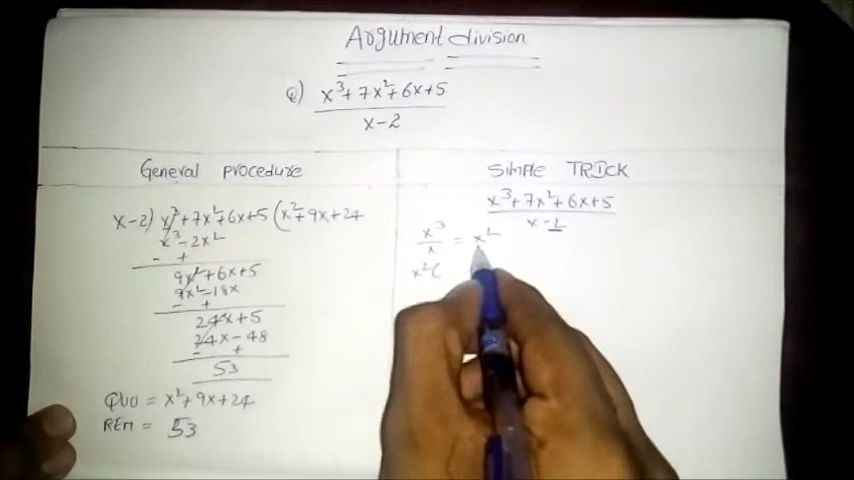 Argument division
Q) x³+7x²+6x+5
x-2
General procedure
x-2) x³+7x²+6x+5 (x²+9x+24
x³-2x²
- +
9x²+6x+5
9x²-18x
- +
24x+5
24x-48
- +
53
QUO = x²+9x+24
REM = 53
SimPLE TRICK
x³+7x²+6x+5
x-2
x³/x = x²
x²(